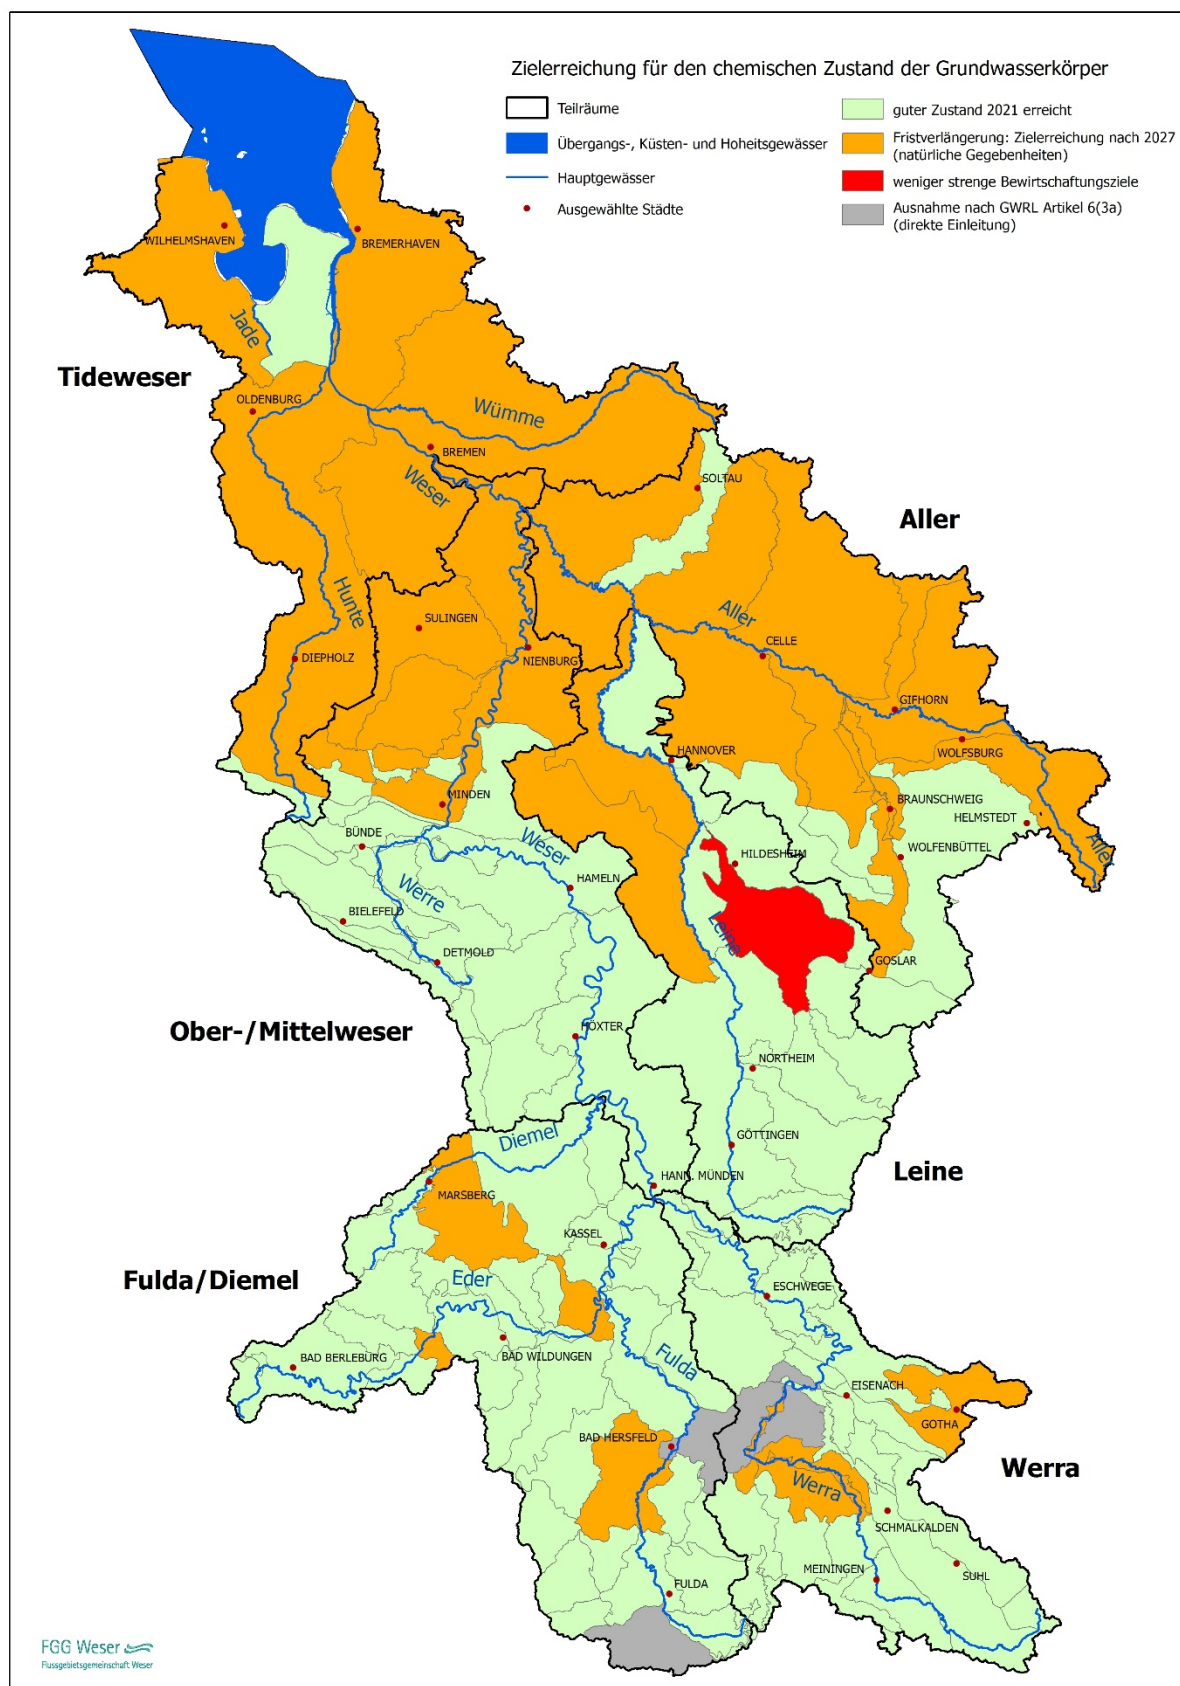 Zielerreichung für den chemischen Zustand der Grundwasserkörper
Teilräume
Übergangs-, Küsten- und Hoheitsgewässer
Hauptgewässer
Ausgewählte Städte
guter Zustand 2021 erreicht
Fristverlängerung: Zielerreichung nach 2027
(natürliche Gegebenheiten)
weniger strenge Bewirtschaftungsziele
Ausnahme nach GWRL Artikel 6(3a)
(direkte Einleitung)
WILHELMSHAVEN
BREMERHAVEN
Jade
Tideweser
OLDENBURG
Wümme
BREMEN
Weser
SOLTAU
Aller
Hunte
Aller
SULINGEN
CELLE
DIEPHOLZ
NIENBURG
GIFHORN
WOLFSBURG
HANNOVER
MINDEN
BRAUNSCHWEIG
HELMSTEDT
BÜNDE
Weser
WOLFENBÜTTEL
Aller
HILDESHEIM
Werre
HAMELN
BIELEFELD
Leine
DETMOLD
GOSLAR
Ober-/Mittelweser
HÖXTER
NORTHEIM
Diemel
GÖTTINGEN
Leine
HANN. MÜNDEN
MARSBERG
KASSEL
Fulda/Diemel
Eder
ESCHWEGE
BAD BERLEBURG
BAD WILDUNGEN
Fulda
EISENACH
GOTHA
BAD HERSFELD
Werra
Werra
SCHMALKALDEN
MEININGEN
SUHL
FULDA
FGG Weser
Flussgebietsgemeinschaft Weser